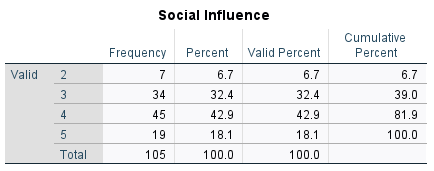 Social Influence
Frequency Percent Valid Percent Cumulative Percent
Valid 2 7 6.7 6.7 6.7
3 34 32.4 32.4 39.0
4 45 42.9 42.9 81.9
5 19 18.1 18.1 100.0
Total 105 100.0 100.0